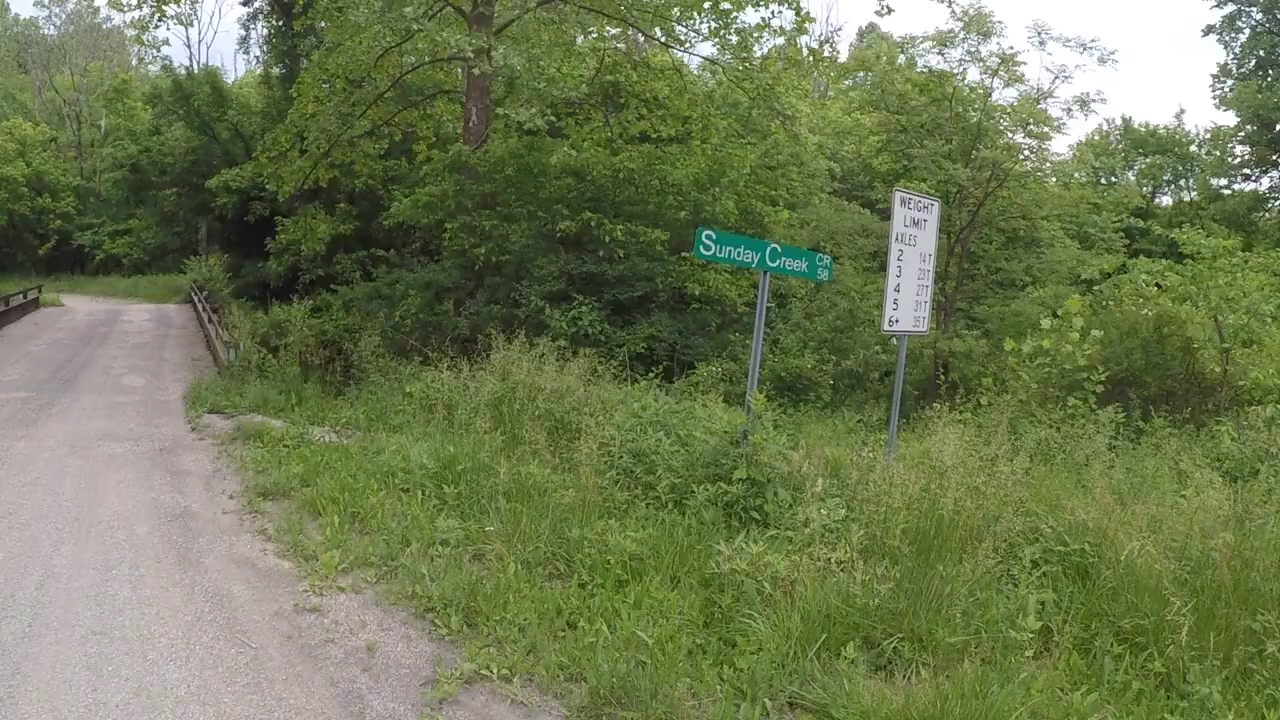 Sunday Creek CR 58
WEIGHT
LIMIT
AXLES
2 14T
3 23T
4 27T
5 31T
6+ 35T